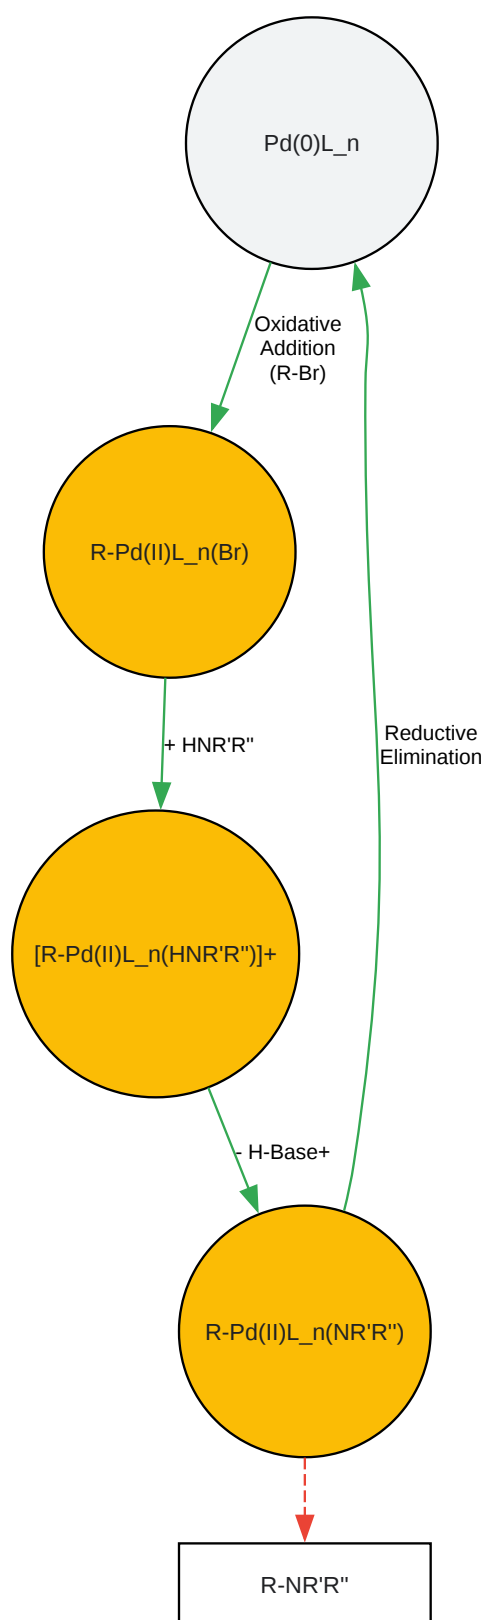 Pd(0)L_n
Oxidative
Addition
(R-Br)
R-Pd(II)L_n(Br)
Reductive
Elimination
+ HNR'R''
[R-Pd(II)L_n(HNR'R'')]+
- H-Base+
R-Pd(II)L_n(NR'R'')
R-NR'R''